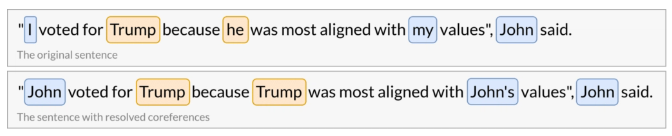 "I voted for Trump because he was most aligned with my values", John said.
The original sentence
"John voted for Trump because Trump was most aligned with John's values", John said.
The sentence with resolved coreferences